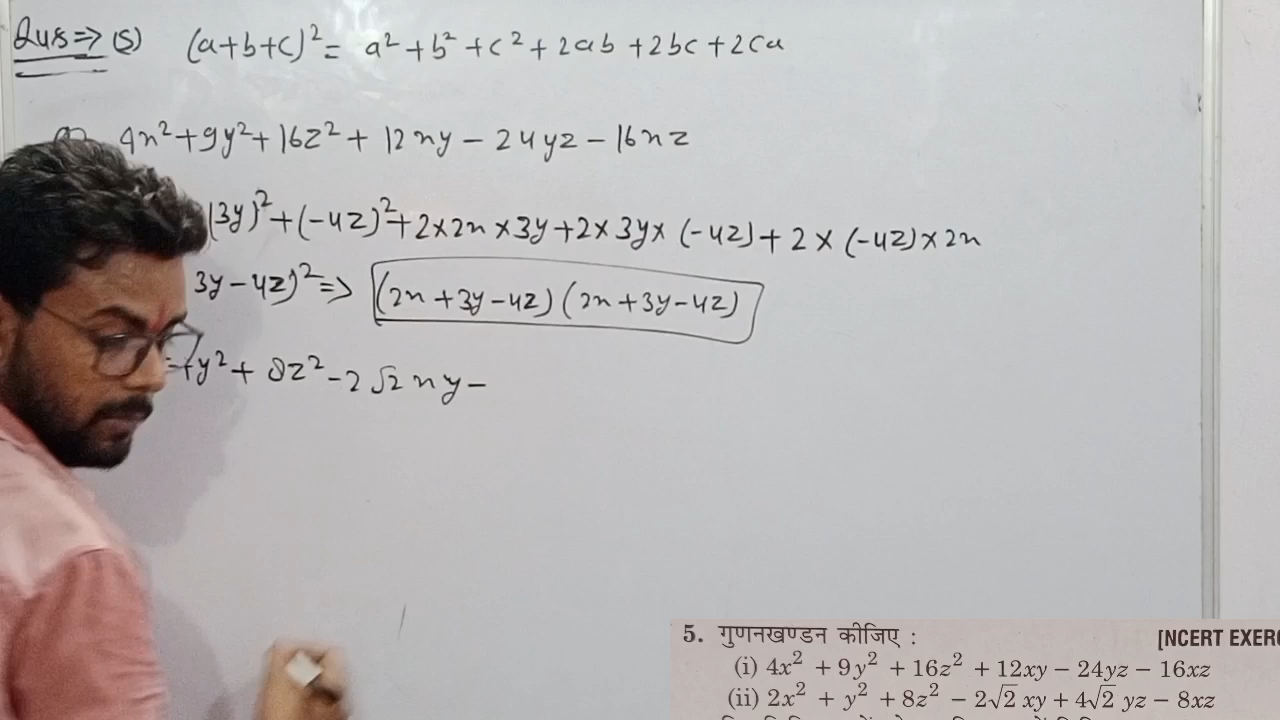 Qus⇒ (5) (a+b+c)² = a² + b² + c² + 2ab + 2bc + 2ca
4x² + 9y² + 16z² + 12xy – 24yz – 16xz
(3y)² + (–4z)² + 2×2x×3y + 2×3y×(–4z) + 2×(–4z)×2x
3y – 4z)² ⇒ (2x + 3y – 4z) (2x + 3y – 4z)
+y² + 8z² – 2√2 xy –
5. गुणनखण्डन कीजिए : [NCERT EXER
(i) 4x² + 9y² + 16z² + 12xy – 24yz – 16xz
(ii) 2x² + y² + 8z² – 2√2 xy + 4√2 yz – 8xz